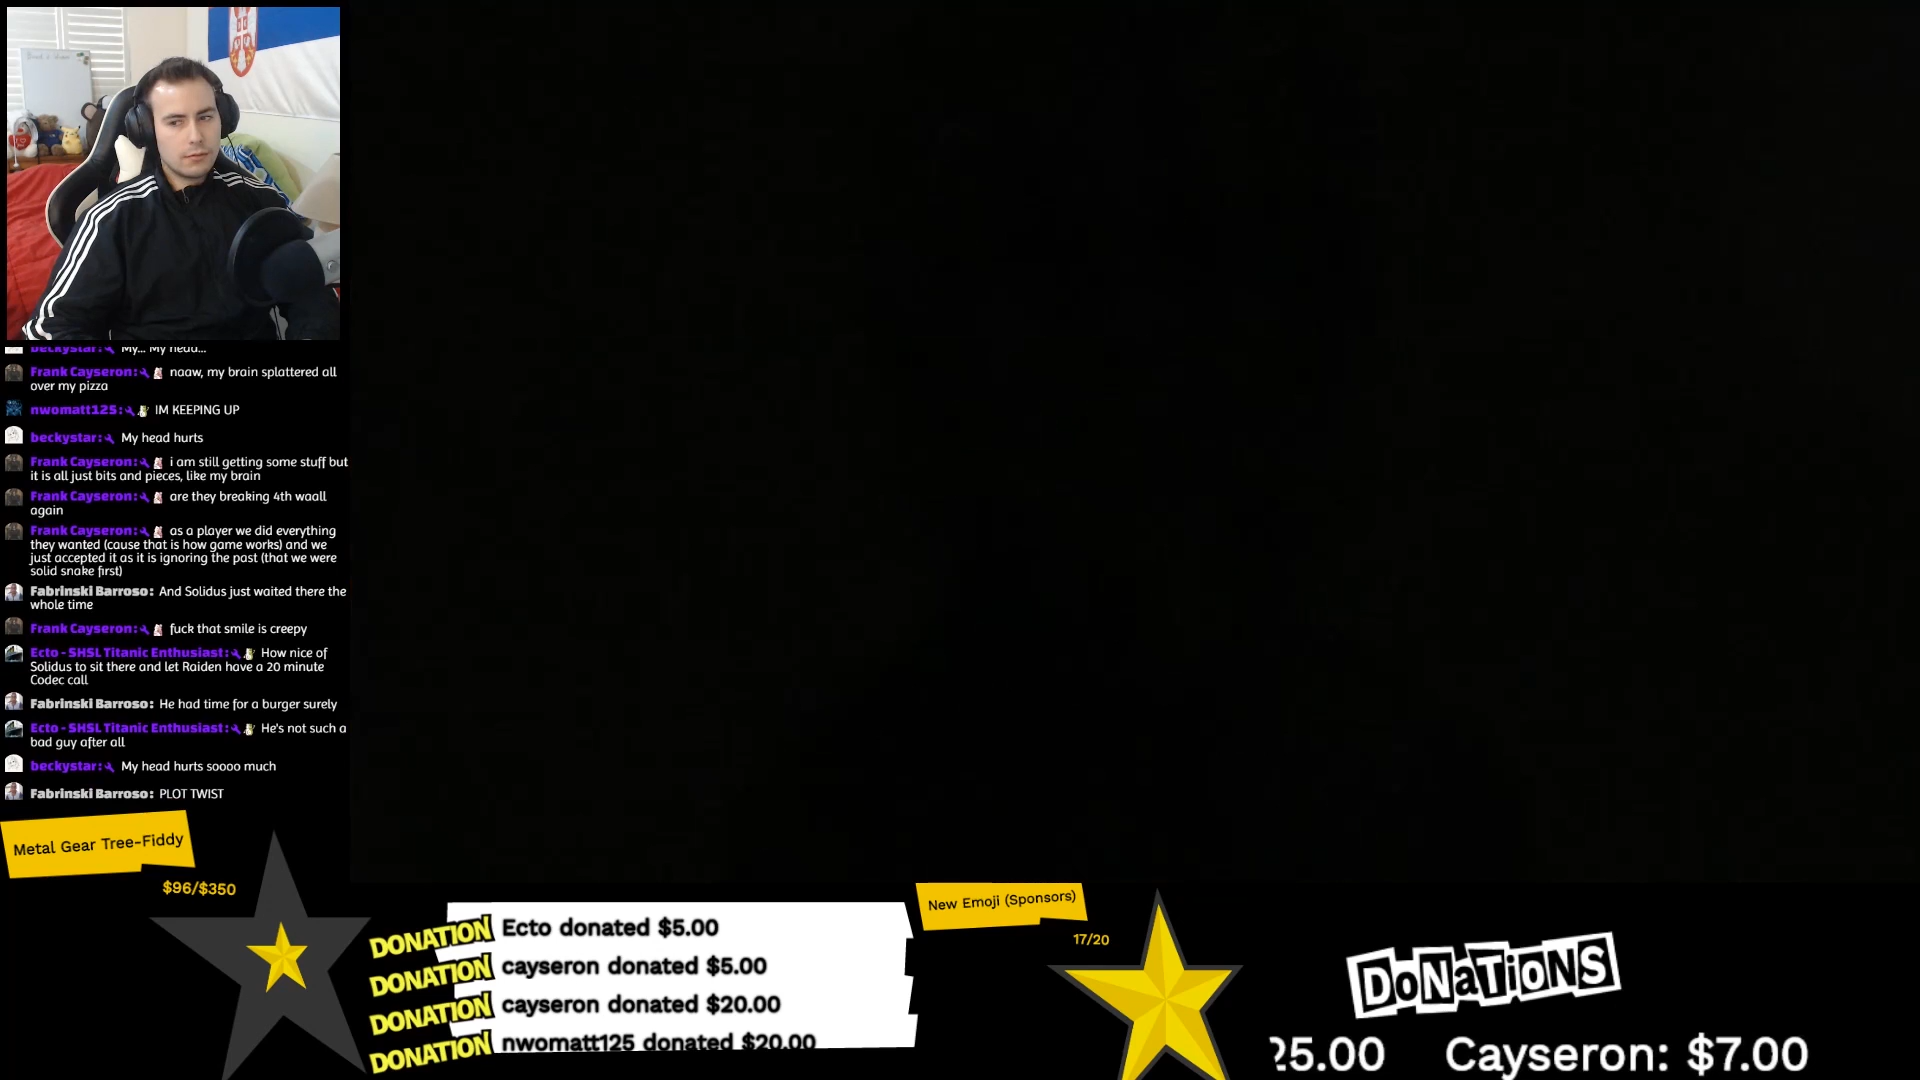 beckystar: My... My head...
Frank Cayseron: naaw, my brain splattered all
over my pizza
nwomatt125: IM KEEPING UP
beckystar: My head hurts
Frank Cayseron: i am still getting some stuff but
it is all just bits and pieces, like my brain
Frank Cayseron: are they breaking 4th waall
again
Frank Cayseron: as a player we did everything
they wanted (cause that is how game works) and we
just accepted it as it is ignoring the past (that we were
solid snake first)
Fabrinski Barroso: And Solidus just waited there the
whole time
Frank Cayseron: fuck that smile is creepy
Ecto - SHSL Titanic Enthusiast: How nice of
Solidus to sit there and let Raiden have a 20 minute
Codec call
Fabrinski Barroso: He had time for a burger surely
Ecto - SHSL Titanic Enthusiast: He's not such a
bad guy after all
beckystar: My head hurts soooo much
Fabrinski Barroso: PLOT TWIST
Metal Gear Tree-Fiddy
$96/$350
DONATION Ecto donated $5.00
DONATION cayseron donated $5.00
DONATION cayseron donated $20.00
DONATION nwomatt125 donated $20.00
New Emoji (Sponsors)
17/20
DoNaTioNS
25.00 Cayseron: $7.00